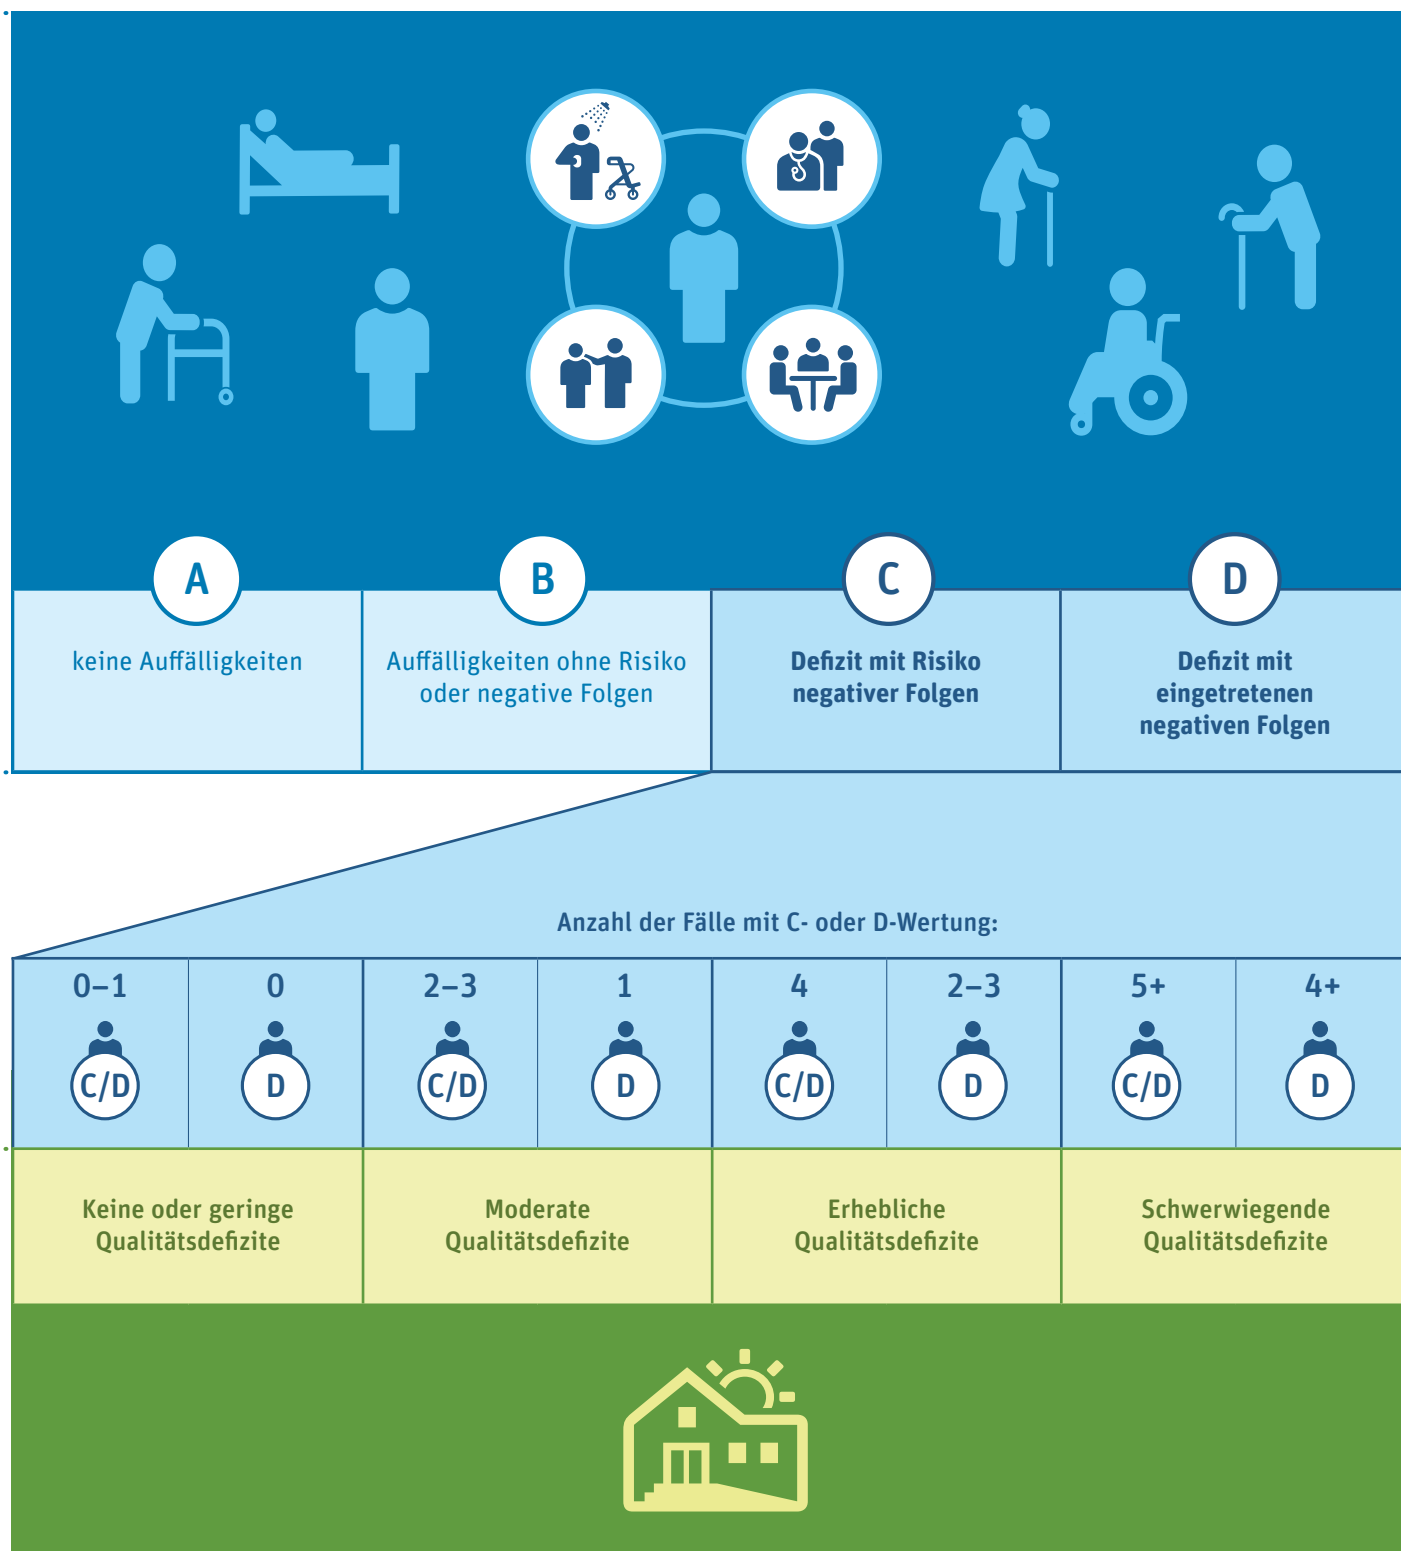 A
B
C
D
keine Auffälligkeiten
Auffälligkeiten ohne Risiko
oder negative Folgen
Defizit mit Risiko
negativer Folgen
Defizit mit
eingetretenen
negativen Folgen
Anzahl der Fälle mit C- oder D-Wertung:
0–1
0
2–3
1
4
2–3
5+
4+
C/D
D
C/D
D
C/D
D
C/D
D
Keine oder geringe
Qualitätsdefizite
Moderate
Qualitätsdefizite
Erhebliche
Qualitätsdefizite
Schwerwiegende
Qualitätsdefizite